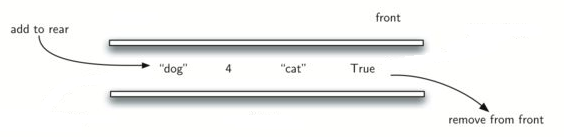 front
add to rear
"dog" 4 "cat" True
remove from front